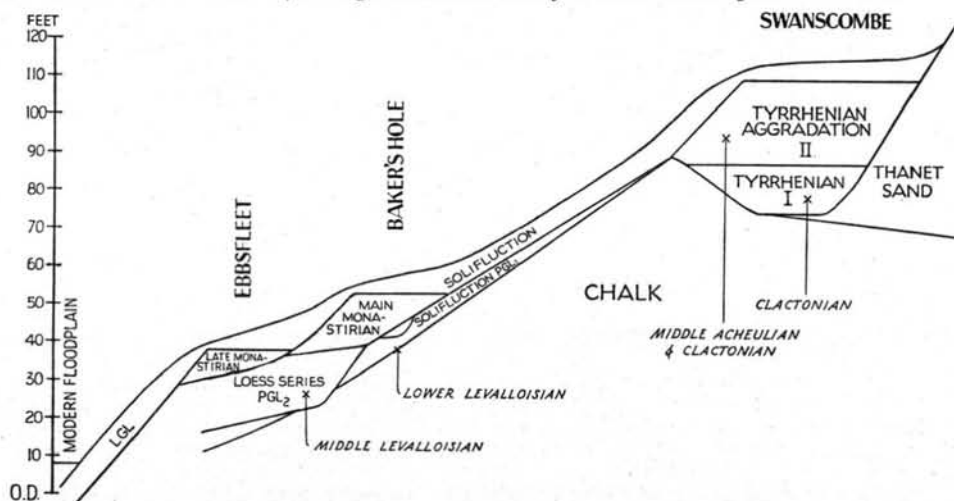 SWANSCOMBE
FEET
120
110
100
90
80
70
60
50
40
30
20
10
O.D.
MODERN FLOODPLAIN
EBBSFLEET
BAKER'S HOLE
TYRRHENIAN
AGGRADATION
II
TYRRHENIAN
I
THANET
SAND
SOLIFLUCTION
SOLIFLUCTION PGL₁
CHALK
CLACTONIAN
MIDDLE ACHEULIAN
& CLACTONIAN
MAIN
MONA-
STIRIAN
LATE MONA-
STIRIAN
LOESS SERIES
PGL₂
LOWER LEVALLOISIAN
MIDDLE LEVALLOISIAN
LGL